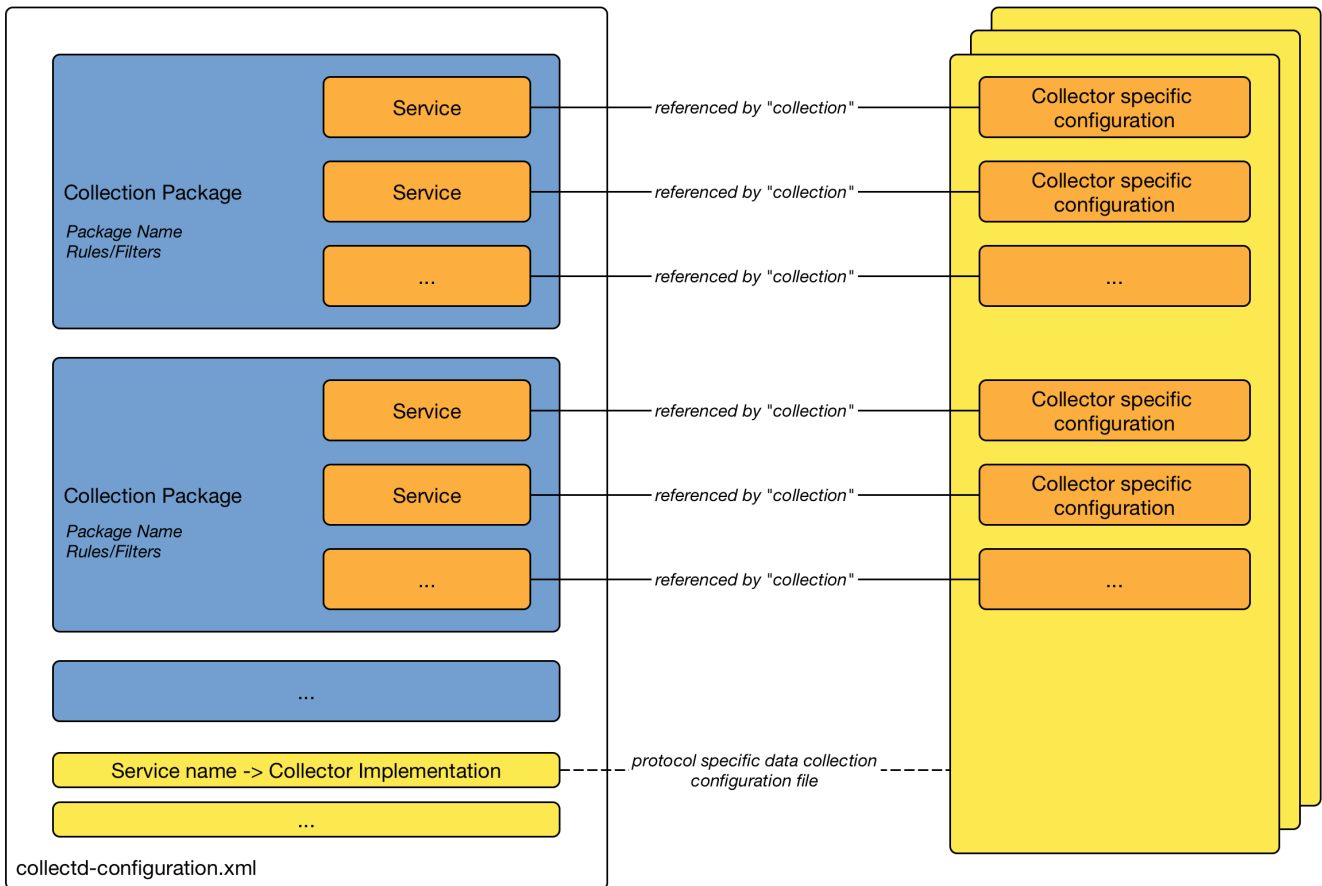 Service
referenced by "collection"
Collector specific
configuration
Collection Package
Package Name
Rules/Filters
Service
referenced by "collection"
Collector specific
configuration
...
referenced by "collection"
...
Service
referenced by "collection"
Collector specific
configuration
Collection Package
Package Name
Rules/Filters
Service
referenced by "collection"
Collector specific
configuration
...
referenced by "collection"
...
...
Service name -> Collector Implementation
protocol specific data collection
configuration file
...
collectd-configuration.xml